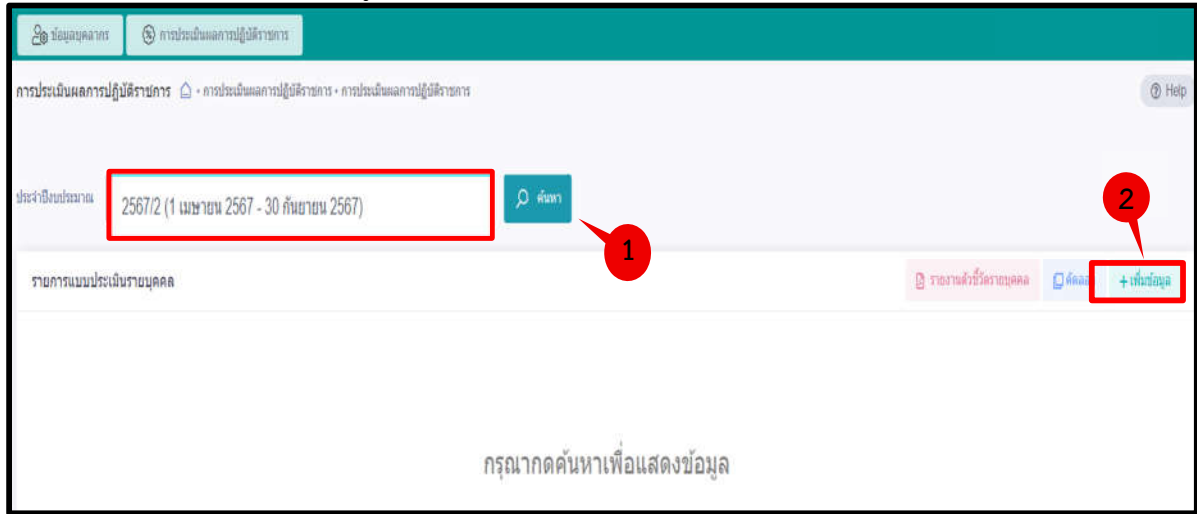 ข้อมูลบุคลากร การประเมินผลการปฏิบัติราชการ
การประเมินผลการปฏิบัติราชการ • การประเมินผลการปฏิบัติราชการ • การประเมินผลการปฏิบัติราชการ Help
ประจำปีงบประมาณ 2567/2 (1 เมษายน 2567 - 30 กันยายน 2567) ค้นหา
1
2
รายการแบบประเมินรายบุคคล รายงานตัวชี้วัดรายบุคคล +เพิ่มข้อมูล
กรุณากดค้นหาเพื่อแสดงข้อมูล